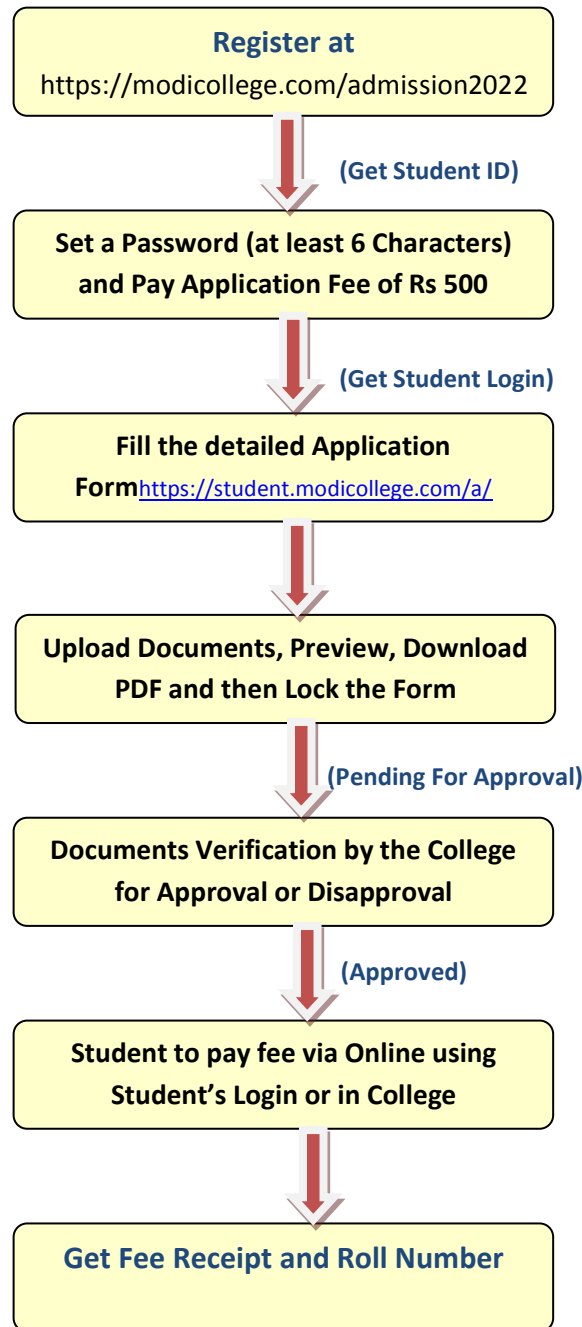 Register at
https://modicollege.com/admission2022
(Get Student ID)
Set a Password (at least 6 Characters)
and Pay Application Fee of Rs 500
(Get Student Login)
Fill the detailed Application
Formhttps://student.modicollege.com/a/
Upload Documents, Preview, Download
PDF and then Lock the Form
(Pending For Approval)
Documents Verification by the College
for Approval or Disapproval
(Approved)
Student to pay fee via Online using
Student’s Login or in College
Get Fee Receipt and Roll Number